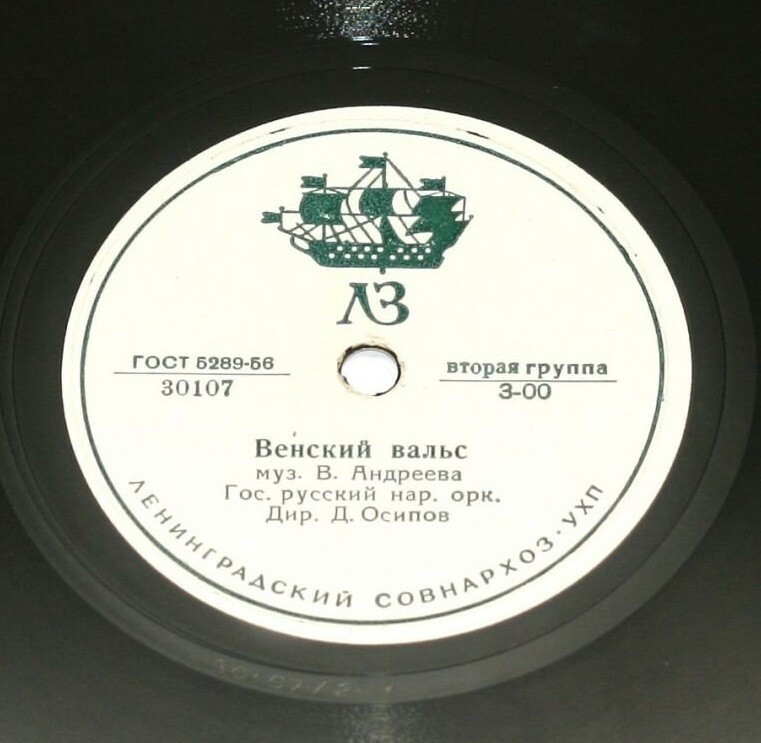 ЛЗ
ГОСТ 5289-56
30107
вторая группа
3-00
Венский вальс
муз. В. Андреева
Гос. русский нар. орк.
Дир. Д. Осипов
ЛЕНИНГРАДСКИЙ СОВНАРХОЗ · УХП